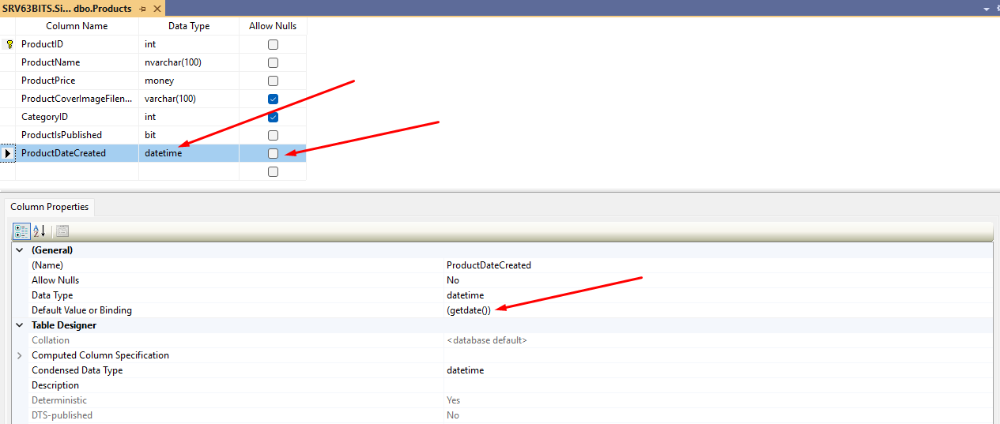 SRV63BITS.Si... dbo.Products
Column Name Data Type Allow Nulls
ProductID int
ProductName nvarchar(100)
ProductPrice money
ProductCoverImageFilen... varchar(100)
CategoryID int
ProductIsPublished bit
ProductDateCreated datetime
Column Properties
(General)
(Name) ProductDateCreated
Allow Nulls No
Data Type datetime
Default Value or Binding (getdate())
Table Designer
Collation <database default>
Computed Column Specification
Condensed Data Type datetime
Description
Deterministic Yes
DTS-published No